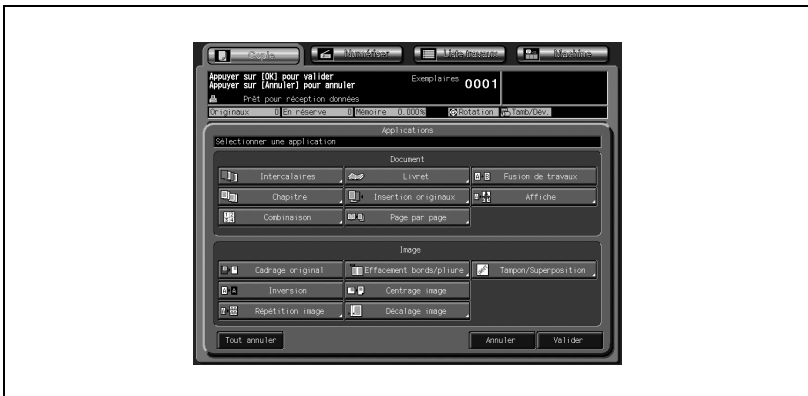 Copie Numériser Liste travaux Machine
Appuyer sur [OK] pour valider
Appuyer sur [Annuler] pour annuler
Exemplaires 0001
Prêt pour réception données
Originaux 0 En réserve 0 Mémoire 0.000% Rotation Tamb/Dév.
Applications
Sélectionner une application
Document
Intercalaires Livret Fusion de travaux
Chapitre Insertion originaux Affiche
Combinaison Page par page
Image
Cadrage original Effacement bords/pliure Tampon/Superposition
Inversion Centrage image
Répétition image Décalage image
Tout annuler Annuler Valider